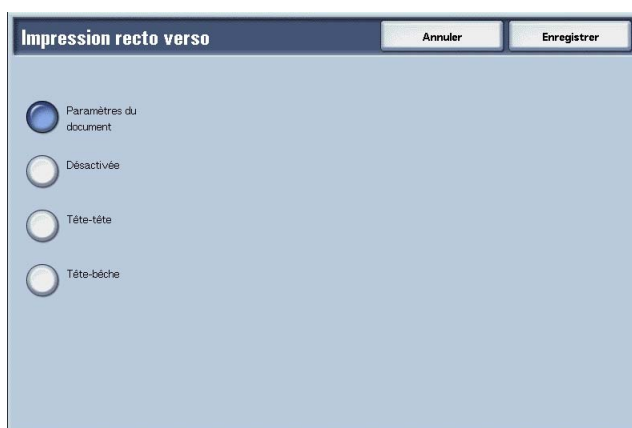 Impression recto verso
Annuler
Enregistrer
Paramètres du
document
Désactivée
Tête-tête
Tête-bêche